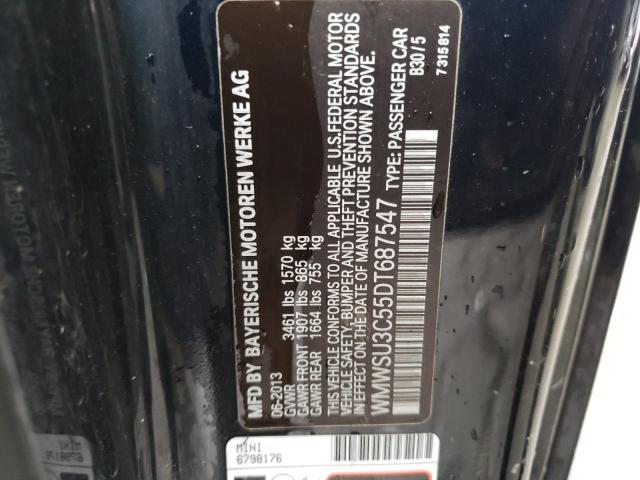 MFD BY BAYERISCHE MOTOREN WERKE AG
06-2013
GVWR 3461 lbs 1570 kg
GAWR FRONT 1907 lbs 865 kg
GAWR REAR 1664 lbs 755 kg
THIS VEHICLE CONFORMS TO ALL APPLICABLE U.S.FEDERAL MOTOR
VEHICLE SAFETY, BUMPER AND THEFT PREVENTION STANDARDS
IN EFFECT ON THE DATE OF MANUFACTURE SHOWN ABOVE.
WMWSU3C55DT687547 TYPE: PASSENGER CAR
B30/5
7315814
MINI
6798176